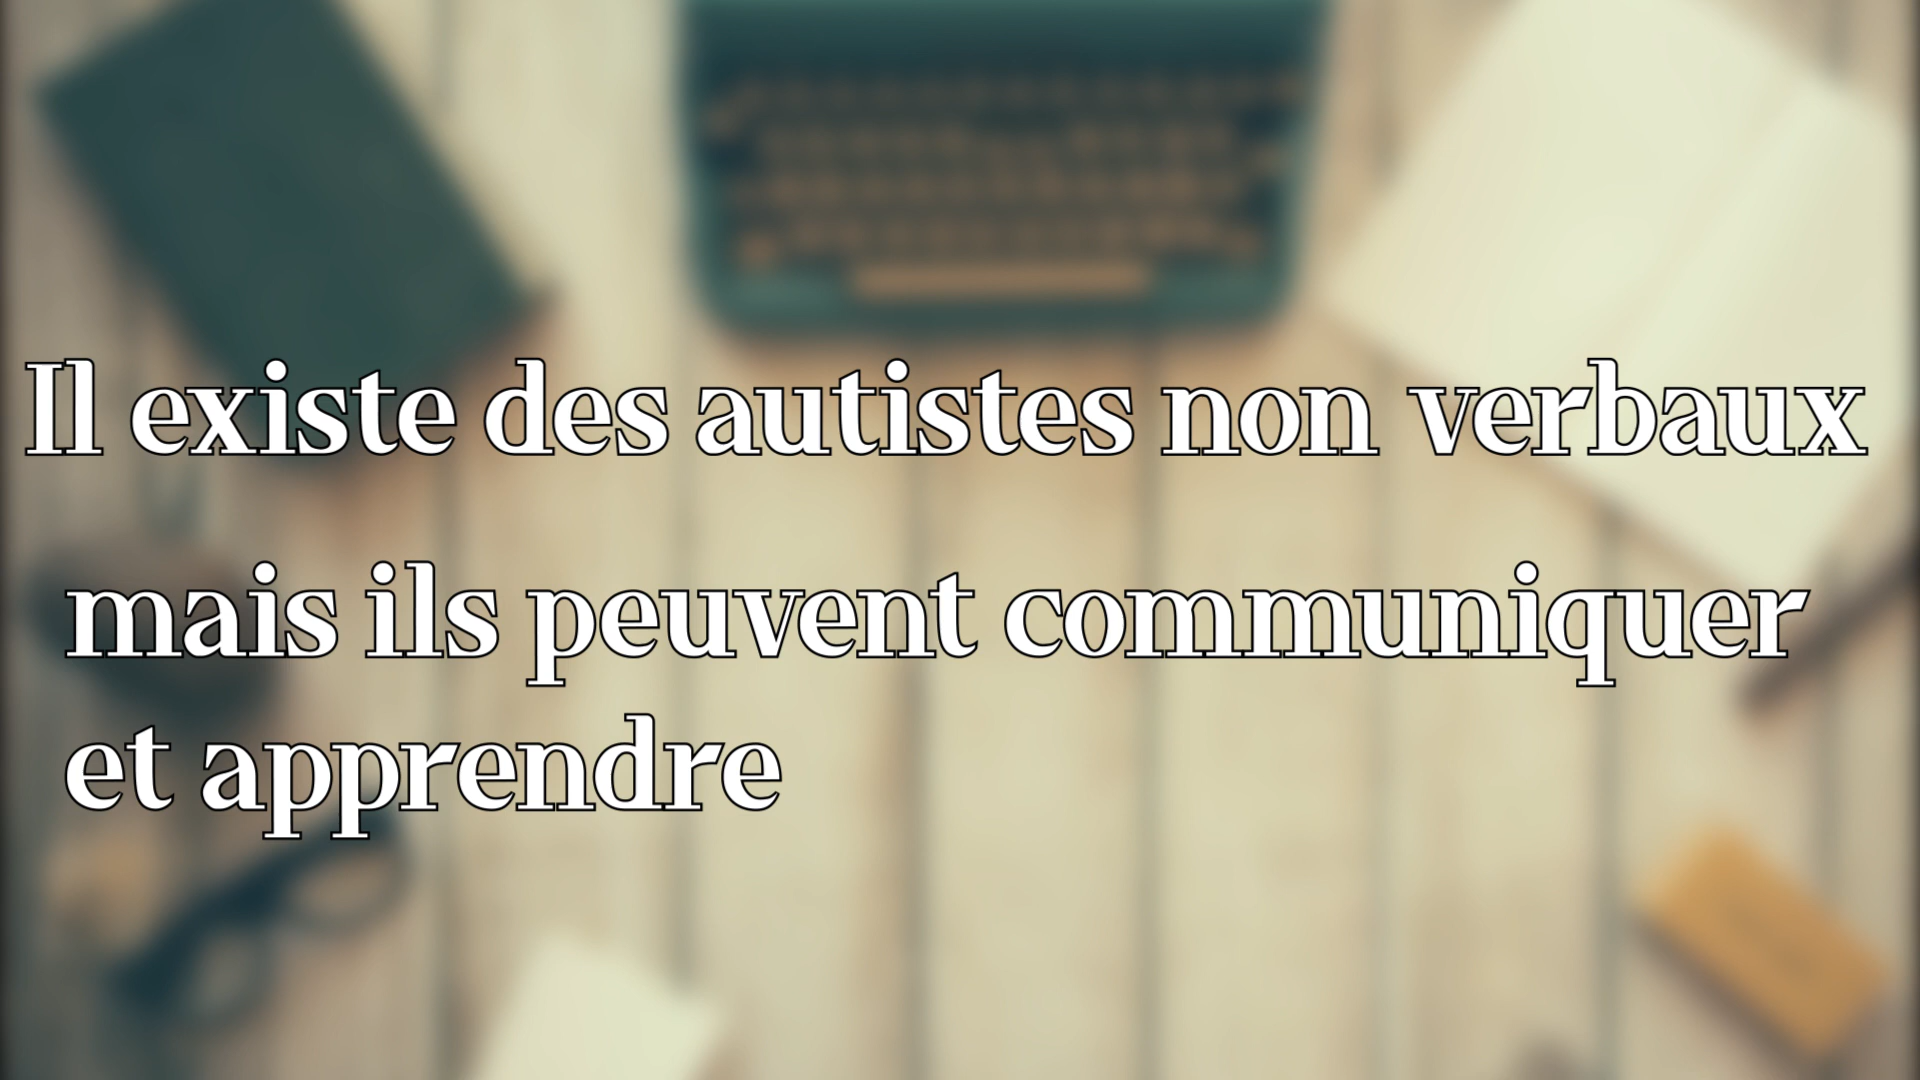 Il existe des autistes non verbaux
mais ils peuvent communiquer
et apprendre